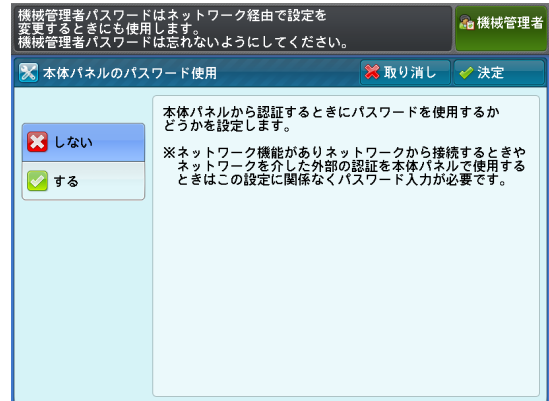 機械管理者パスワードはネットワーク経由で設定を
変更するときにも使用します。
機械管理者パスワードは忘れないようにしてください。
機械管理者
本体パネルのパスワード使用
取り消し
決定
しない
する
本体パネルから認証するときにパスワードを使用するか
どうかを設定します。
※ネットワーク機能がありネットワークから接続するときや
ネットワークを介した外部の認証を本体パネルで使用する
ときはこの設定に関係なくパスワード入力が必要です。